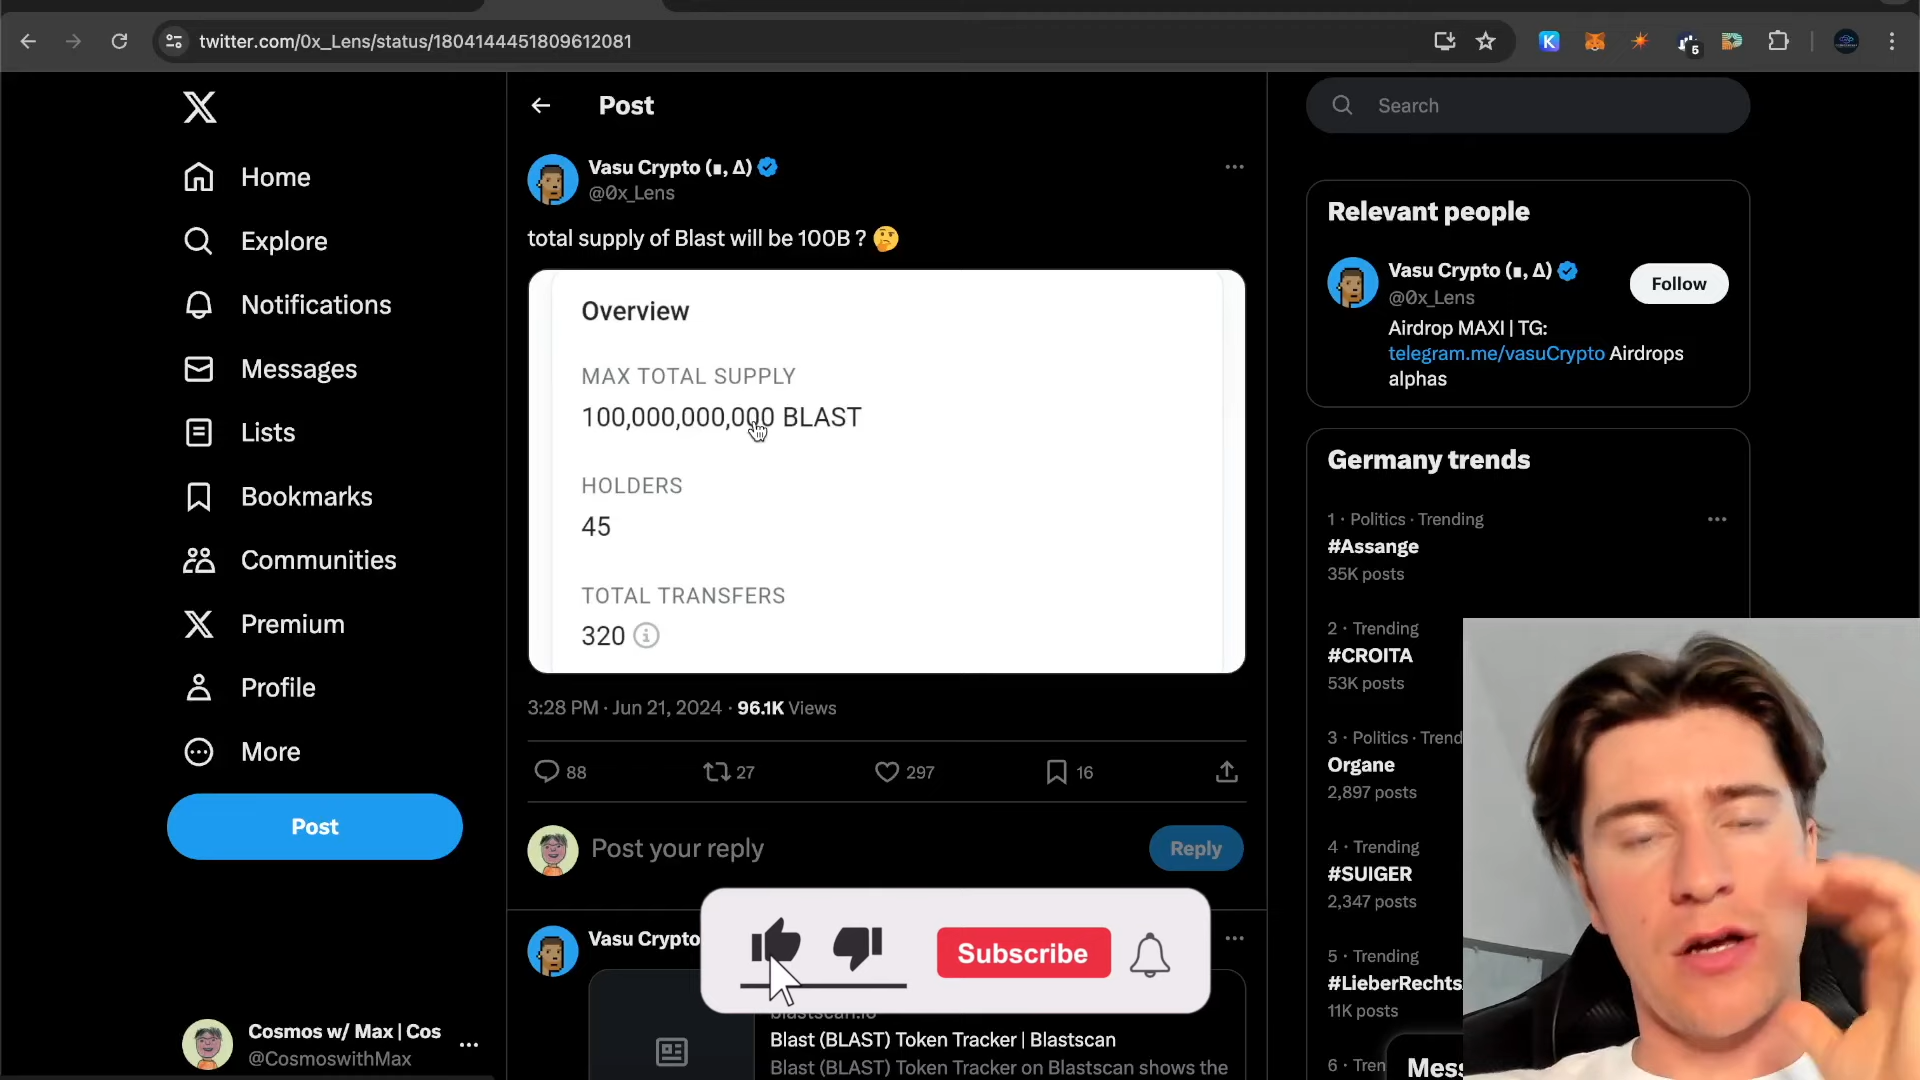 twitter.com/0x_Lens/status/1804144451809612081
5
Home
Explore
Notifications
Messages
Lists
Bookmarks
Communities
Premium
Profile
More
Post
Cosmos w/ Max | Cos
@CosmoswithMax
Post
Vasu Crypto (∎, Δ)
@0x_Lens
total supply of Blast will be 100B ? 🤔
Overview
MAX TOTAL SUPPLY
100,000,000,000 BLAST
HOLDERS
45
TOTAL TRANSFERS
320
3:28 PM · Jun 21, 2024 · 96.1K Views
88
27
297
16
Post your reply
Reply
Vasu Crypto
Subscribe
blastscan.io
Blast (BLAST) Token Tracker | Blastscan
Blast (BLAST) Token Tracker on Blastscan shows the
Search
Relevant people
Vasu Crypto (∎, Δ)
@0x_Lens
Follow
Airdrop MAXI | TG:
telegram.me/vasuCrypto Airdrops
alphas
Germany trends
1 · Politics · Trending
#Assange
35K posts
2 · Trending
#CROITA
53K posts
3 · Politics · Trend
Organe
2,897 posts
4 · Trending
#SUIGER
2,347 posts
5 · Trending
#LieberRechts
11K posts
6 · Tren
Mess